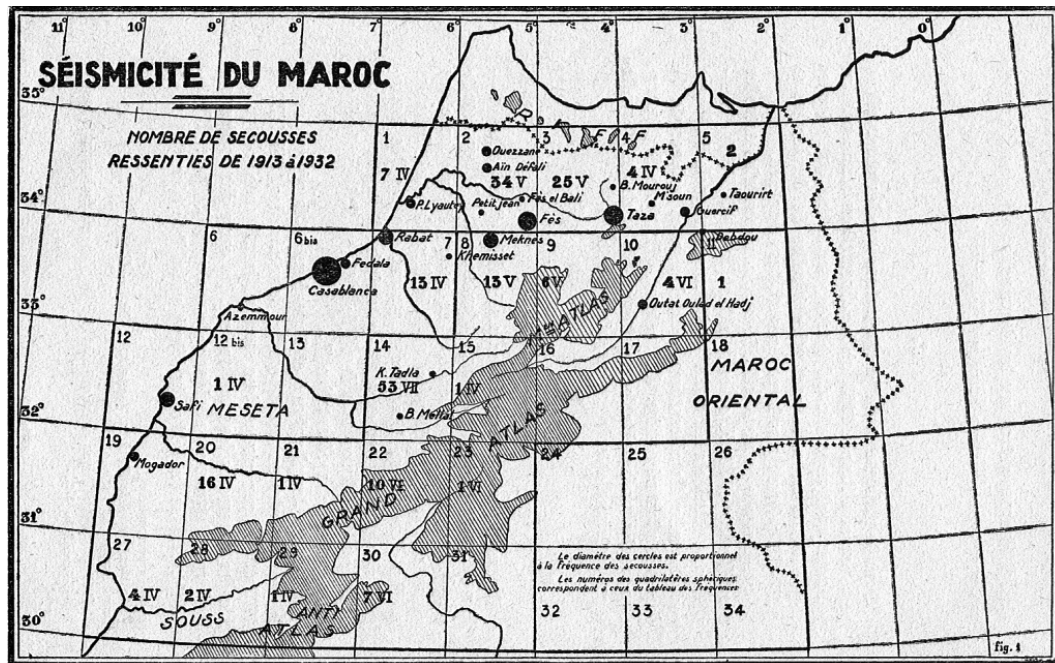 11 10 9 8 7 6 5° 4 3 2 1° 0°
SÉISMICITÉ DU MAROC
35°
NOMBRE DE SECOUSSES
RESSENTIES DE 1913 à 1932
R I F F
1 2 3 4 5
Ouezzane
Aïn Défali
7 IV 34 V 25 V 4 IV 2
B. Mourouj
M'soun Taourirt
P. Lyautey Petitjean Fès el Bali
Fès Taza Guercif
34°
6 6 bis 7 8 9 10 11
Rabat Meknès Debdou
Khemisset
Fedala
Casablanca
13 IV 13 V 6 V 4 VI 1
Outat Oulad el Hadj
33°
Azemmour
ATLAS
12 12 bis 13 14 15 16 17 18
K. Tadla
53 VII
1 IV 1 IV
MAROC
ORIENTAL
Safi MESETA
B. Mellal
32°
ATLAS
19 20 21 22 23 24 25 26
Mogador
16 IV 1 IV 10 VI 1 VI
GRAND
31°
27 28 29 30 31
Le diamètre des cercles est proportionnel
à la fréquence des secousses.
Les numéros des quadrilatères sphériques
correspondent à ceux du tableau des fréquences
4 IV 2 IV 1 IV 7 VI
32 33 34
SOUSS
ANTI
ATLAS
30°
fig. 1